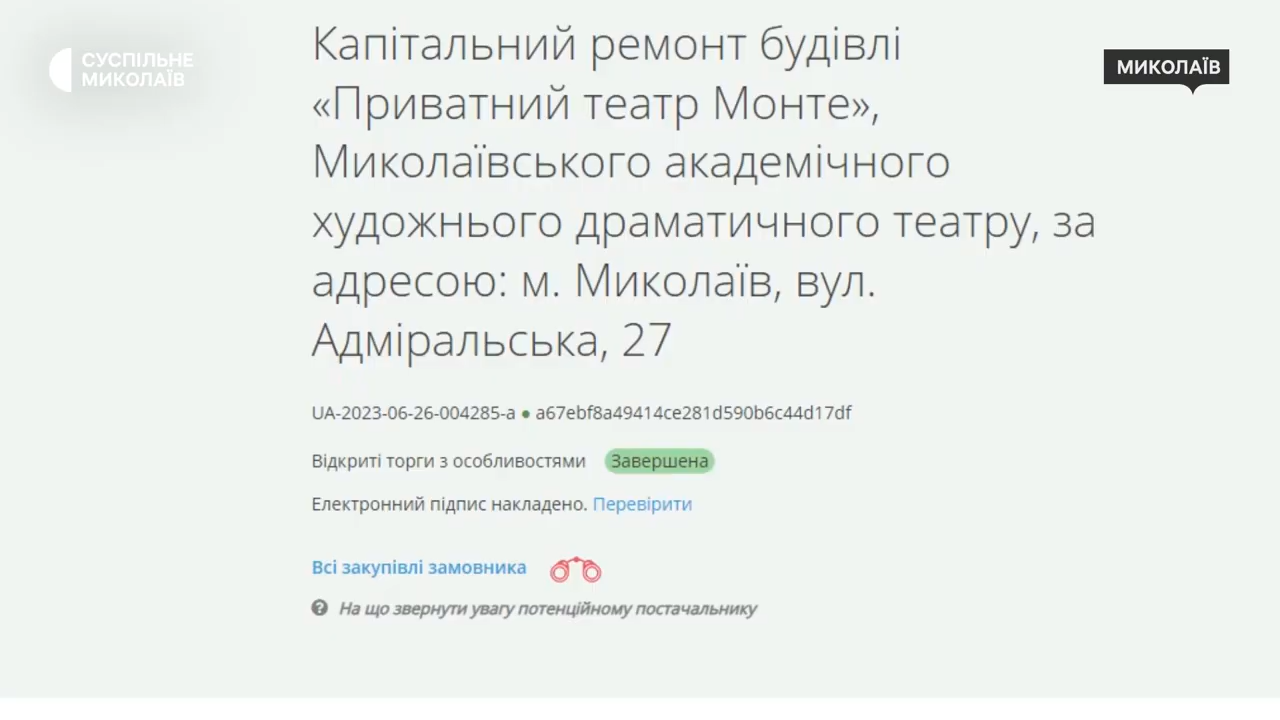 СУСПІЛЬНЕ
МИКОЛАЇВ
МИКОЛАЇВ
Капітальний ремонт будівлі
«Приватний театр Монте»,
Миколаївського академічного
художнього драматичного театру, за
адресою: м. Миколаїв, вул.
Адміральська, 27
UA-2023-06-26-004285-a ● a67ebf8a49414ce281d590b6c44d17df
Відкриті торги з особливостями Завершена
Електронний підпис накладено. Перевірити
Всі закупівлі замовника
? На що звернути увагу потенційному постачальнику